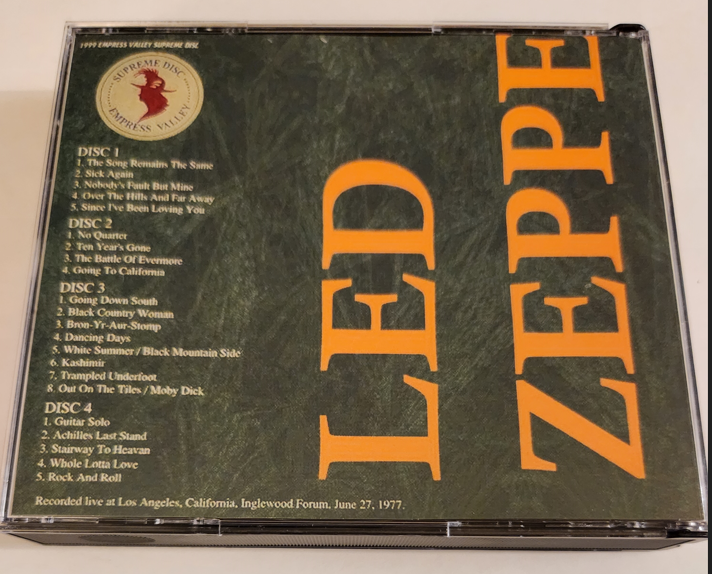 1999 EMPRESS VALLEY SUPREME DISC
SUPREME DISC
EMPRESS VALLEY
DISC 1
1. The Song Remains The Same
2. Sick Again
3. Nobody's Fault But Mine
4. Over The Hills And Far Away
5. Since I've Been Loving You
DISC 2
1. No Quarter
2. Ten Year's Gone
3. The Battle Of Evermore
4. Going To California
DISC 3
1. Going Down South
2. Black Country Woman
3. Bron-Yr-Aur-Stomp
4. Dancing Days
5. White Summer / Black Mountain Side
6. Kashimir
7. Trampled Underfoot
8. Out On The Tiles / Moby Dick
DISC 4
1. Guitar Solo
2. Achilles Last Stand
3. Stairway To Heavan
4. Whole Lotta Love
5. Rock And Roll
Recorded live at Los Angeles, California, Inglewood Forum, June 27, 1977.
LED
ZEPPE